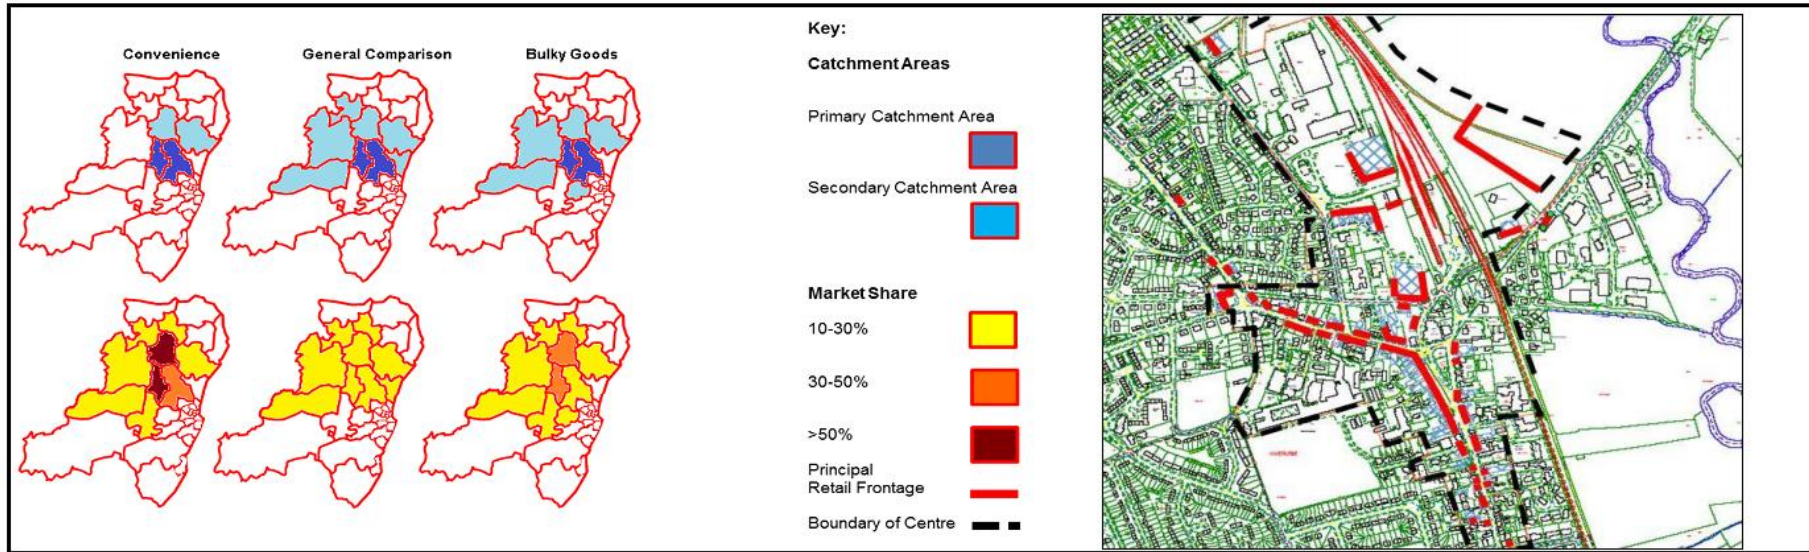 Convenience
General Comparison
Bulky Goods
Key:
Catchment Areas
Primary Catchment Area
Secondary Catchment Area
Market Share
10-30%
30-50%
>50%
Principal
Retail Frontage
Boundary of Centre